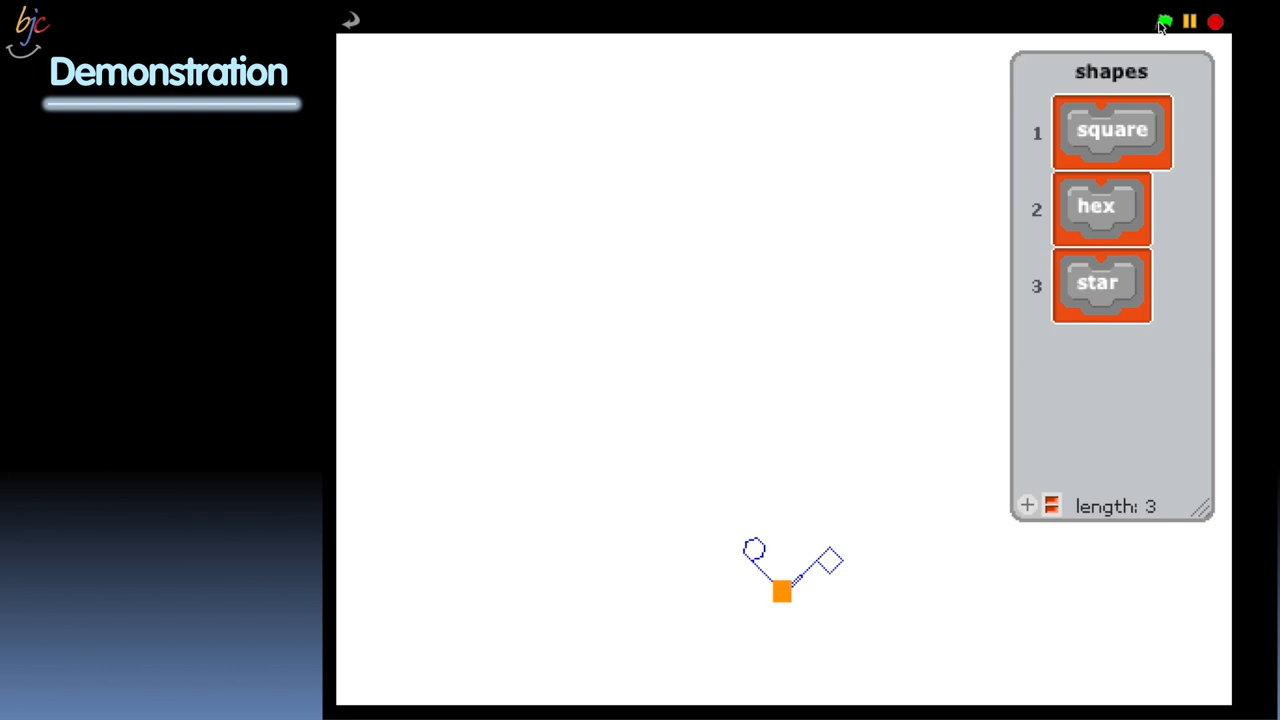 bjc
Demonstration
shapes
1 square
2 hex
3 star
+ length: 3